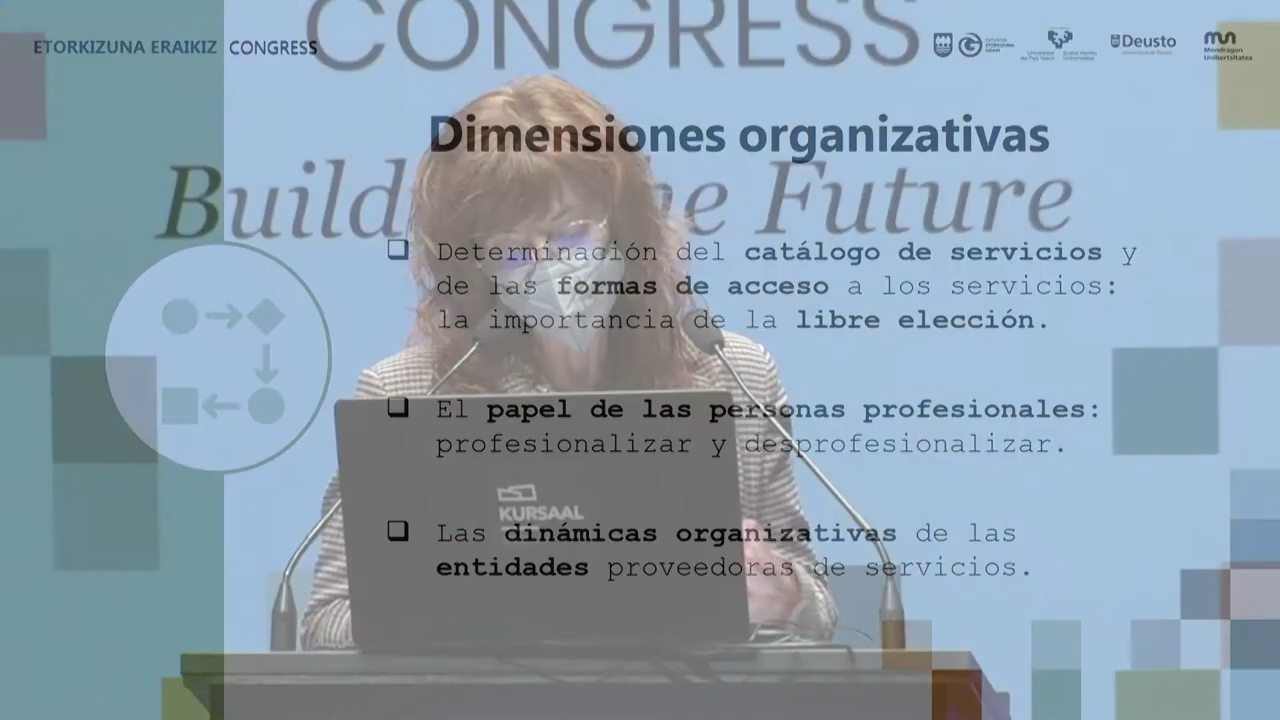 CONGRESS
ETORKIZUNA ERAIKIZ CONGRESS
Deusto
Mondragon
Unibertsitatea
Dimensiones organizativas
Build he Future
❑ Determinación del catálogo de servicios y
de las formas de acceso a los servicios:
la importancia de la libre elección.
❑ El papel de las personas profesionales:
profesionalizar y desprofesionalizar.
KURSAAL
❑ Las dinámicas organizativas de las
entidades proveedoras de servicios.